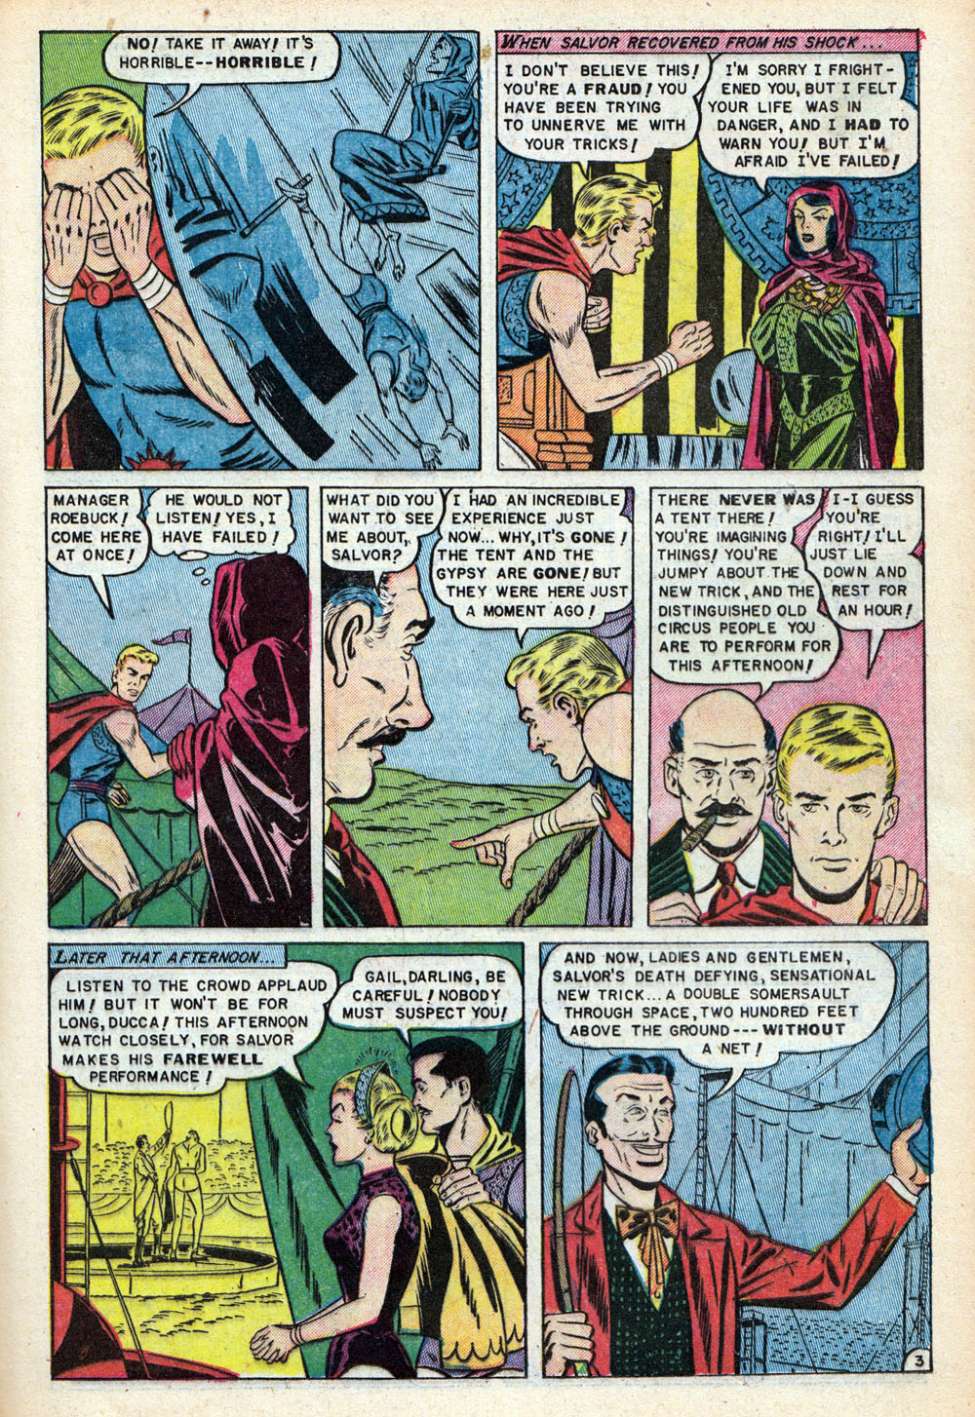 NO! TAKE IT AWAY! IT'S
HORRIBLE--HORRIBLE!
WHEN SALVOR RECOVERED FROM HIS SHOCK...
I DON'T BELIEVE THIS!
YOU'RE A FRAUD! YOU
HAVE BEEN TRYING
TO UNNERVE ME WITH
YOUR TRICKS!
I'M SORRY I FRIGHT-
ENED YOU, BUT I FELT
YOUR LIFE WAS IN
DANGER, AND I HAD TO
WARN YOU! BUT I'M
AFRAID I'VE FAILED!
MANAGER
ROEBUCK!
COME HERE
AT ONCE!
HE WOULD NOT
LISTEN! YES, I
HAVE FAILED!
WHAT DID YOU
WANT TO SEE
ME ABOUT,
SALVOR?
I HAD AN INCREDIBLE
EXPERIENCE JUST
NOW... WHY, IT'S GONE!
THE TENT AND THE
GYPSY ARE GONE! BUT
THEY WERE HERE JUST
A MOMENT AGO!
THERE NEVER WAS
A TENT THERE!
YOU'RE IMAGINING
THINGS! YOU'RE
JUMPY ABOUT THE
NEW TRICK, AND THE
DISTINGUISHED OLD
CIRCUS PEOPLE YOU
ARE TO PERFORM FOR
THIS AFTERNOON!
I-I GUESS
YOU'RE
RIGHT! I'LL
JUST LIE
DOWN AND
REST FOR
AN HOUR!
LATER THAT AFTERNOON...
LISTEN TO THE CROWD APPLAUD
HIM! BUT IT WON'T BE FOR
LONG, DUCCA! THIS AFTERNOON
WATCH CLOSELY, FOR SALVOR
MAKES HIS FAREWELL
PERFORMANCE!
GAIL, DARLING, BE
CAREFUL! NOBODY
MUST SUSPECT YOU!
AND NOW, LADIES AND GENTLEMEN,
SALVOR'S DEATH DEFYING, SENSATIONAL
NEW TRICK... A DOUBLE SOMERSAULT
THROUGH SPACE, TWO HUNDRED FEET
ABOVE THE GROUND---WITHOUT
A NET!
3